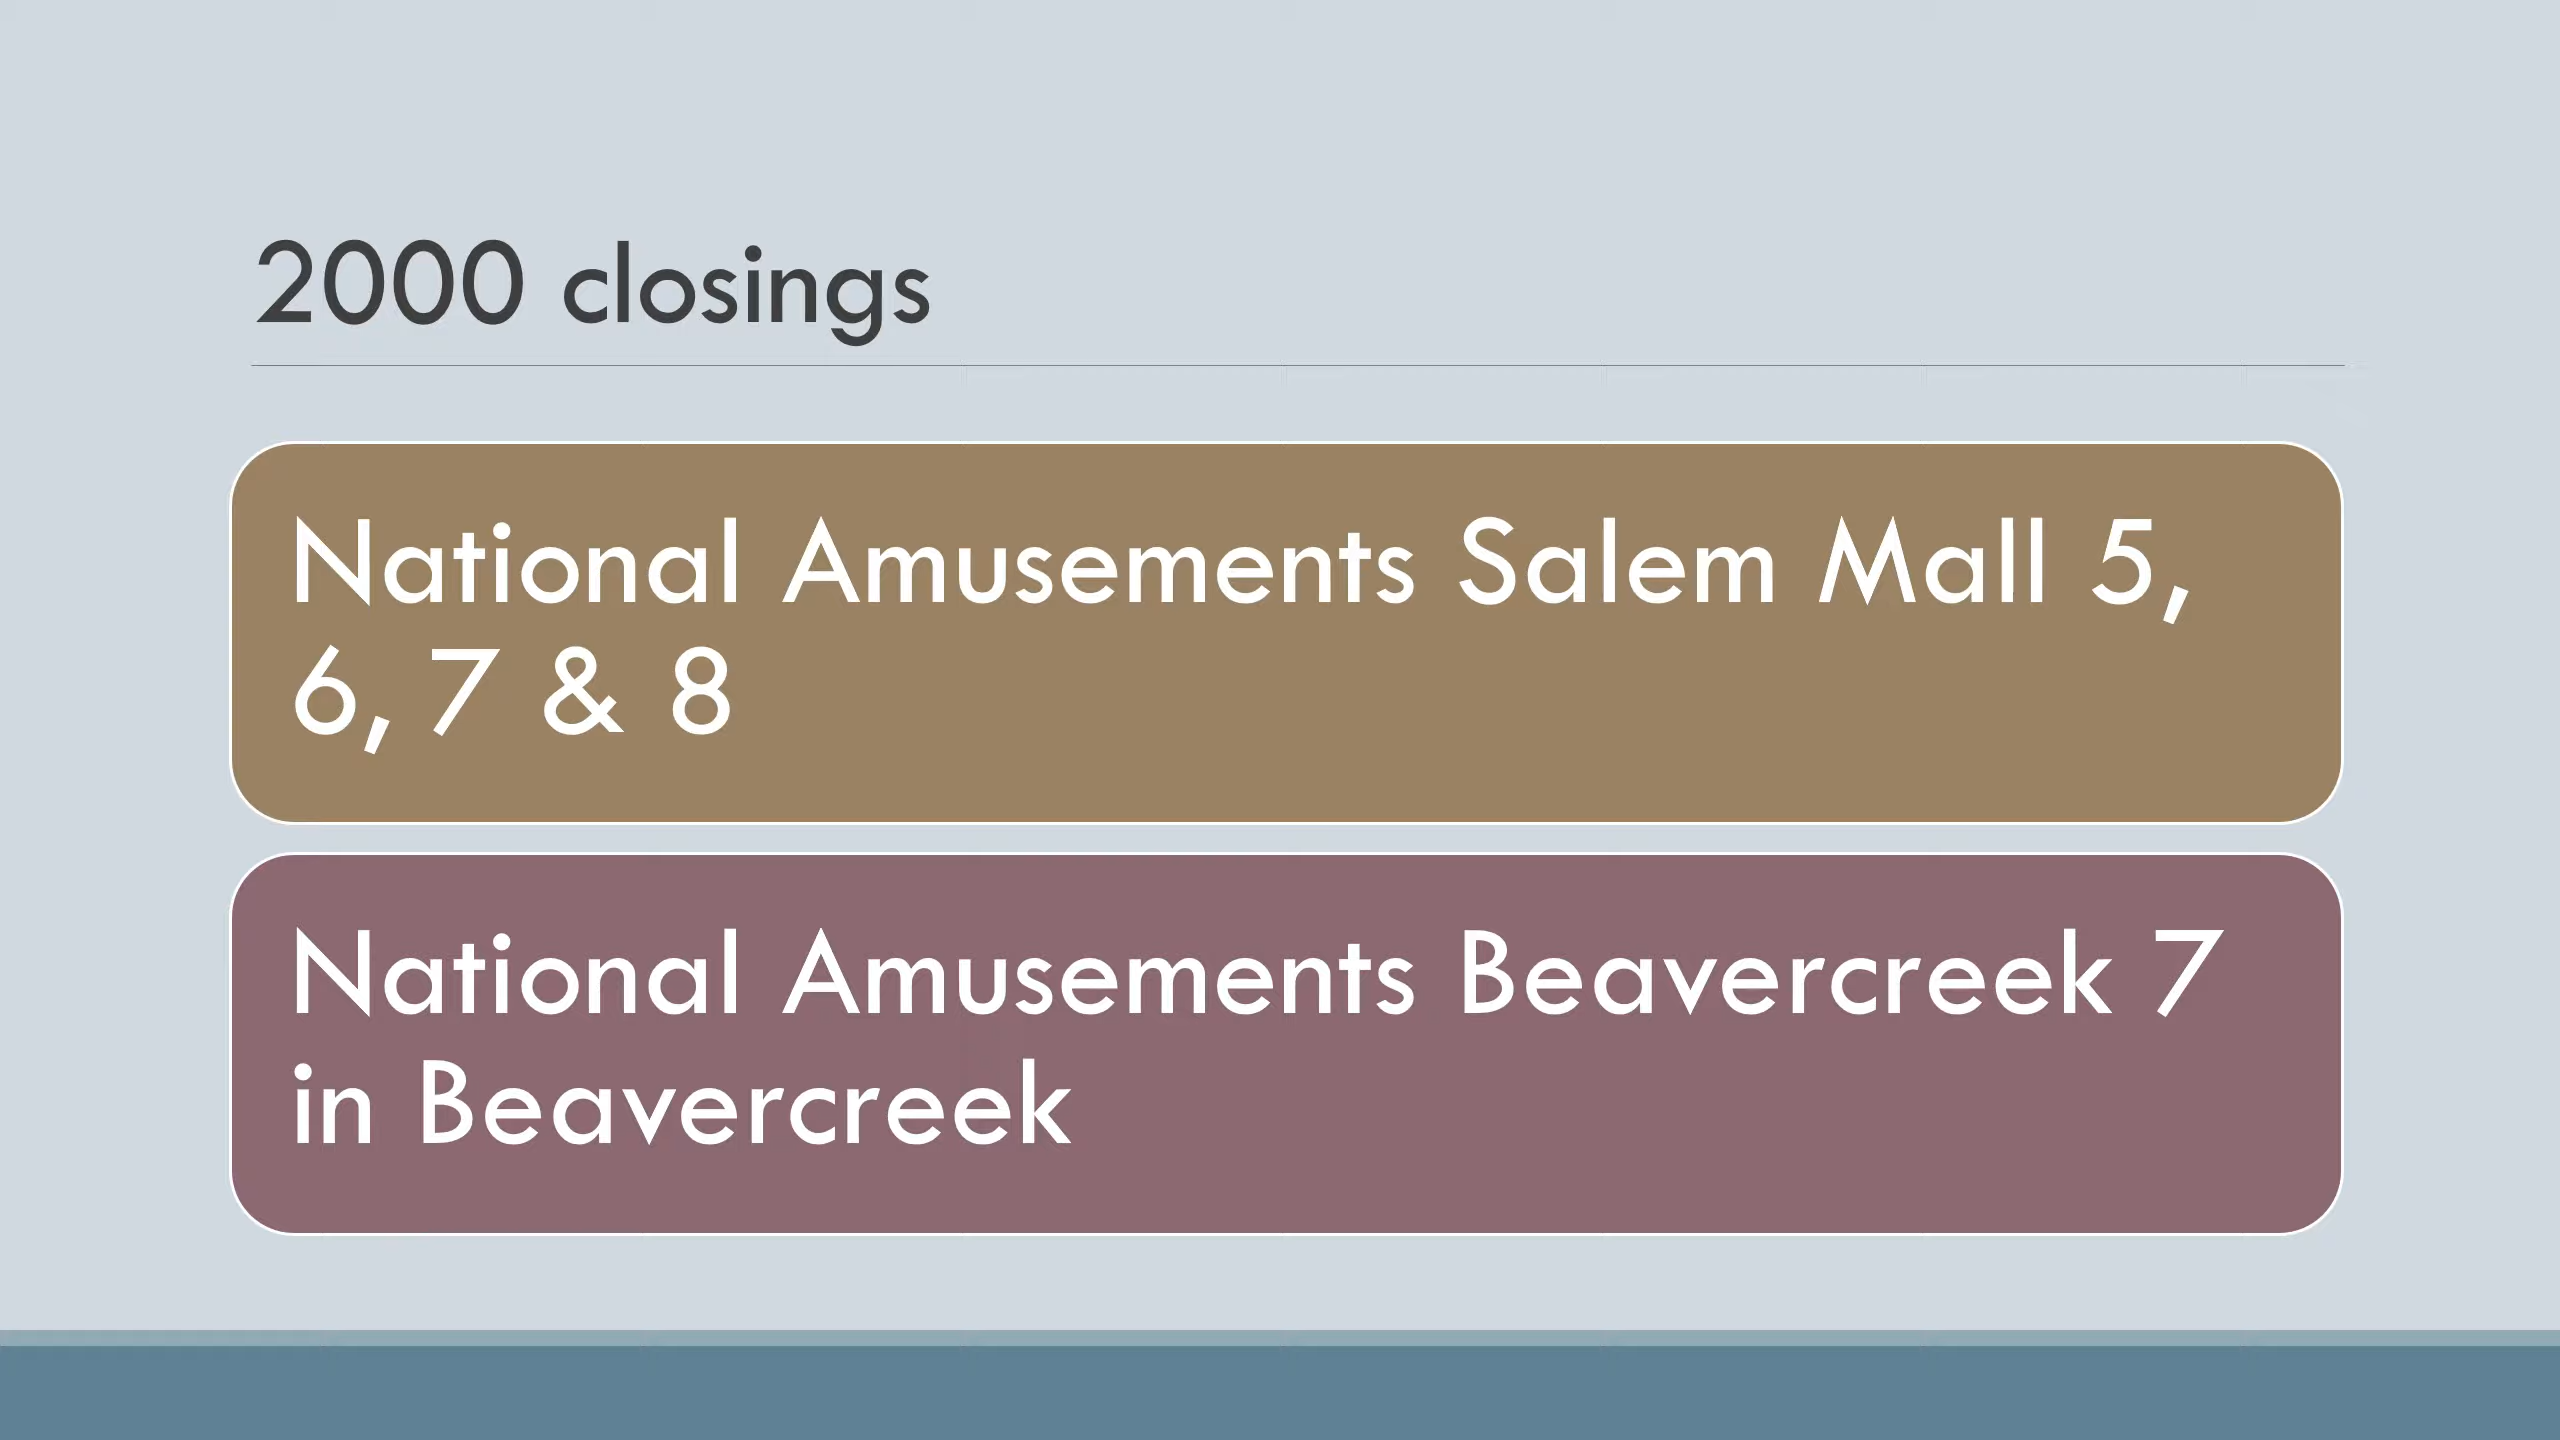 2000 closings
National Amusements Salem Mall 5,
6, 7 & 8
National Amusements Beavercreek 7
in Beavercreek